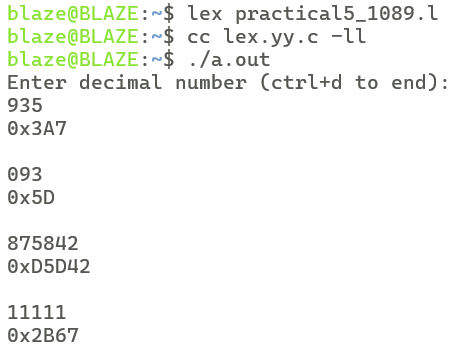 blaze@BLAZE:~$ lex practical5_1089.l
blaze@BLAZE:~$ cc lex.yy.c -ll
blaze@BLAZE:~$ ./a.out
Enter decimal number (ctrl+d to end):
935
0x3A7
093
0x5D
875842
0xD5D42
11111
0x2B67